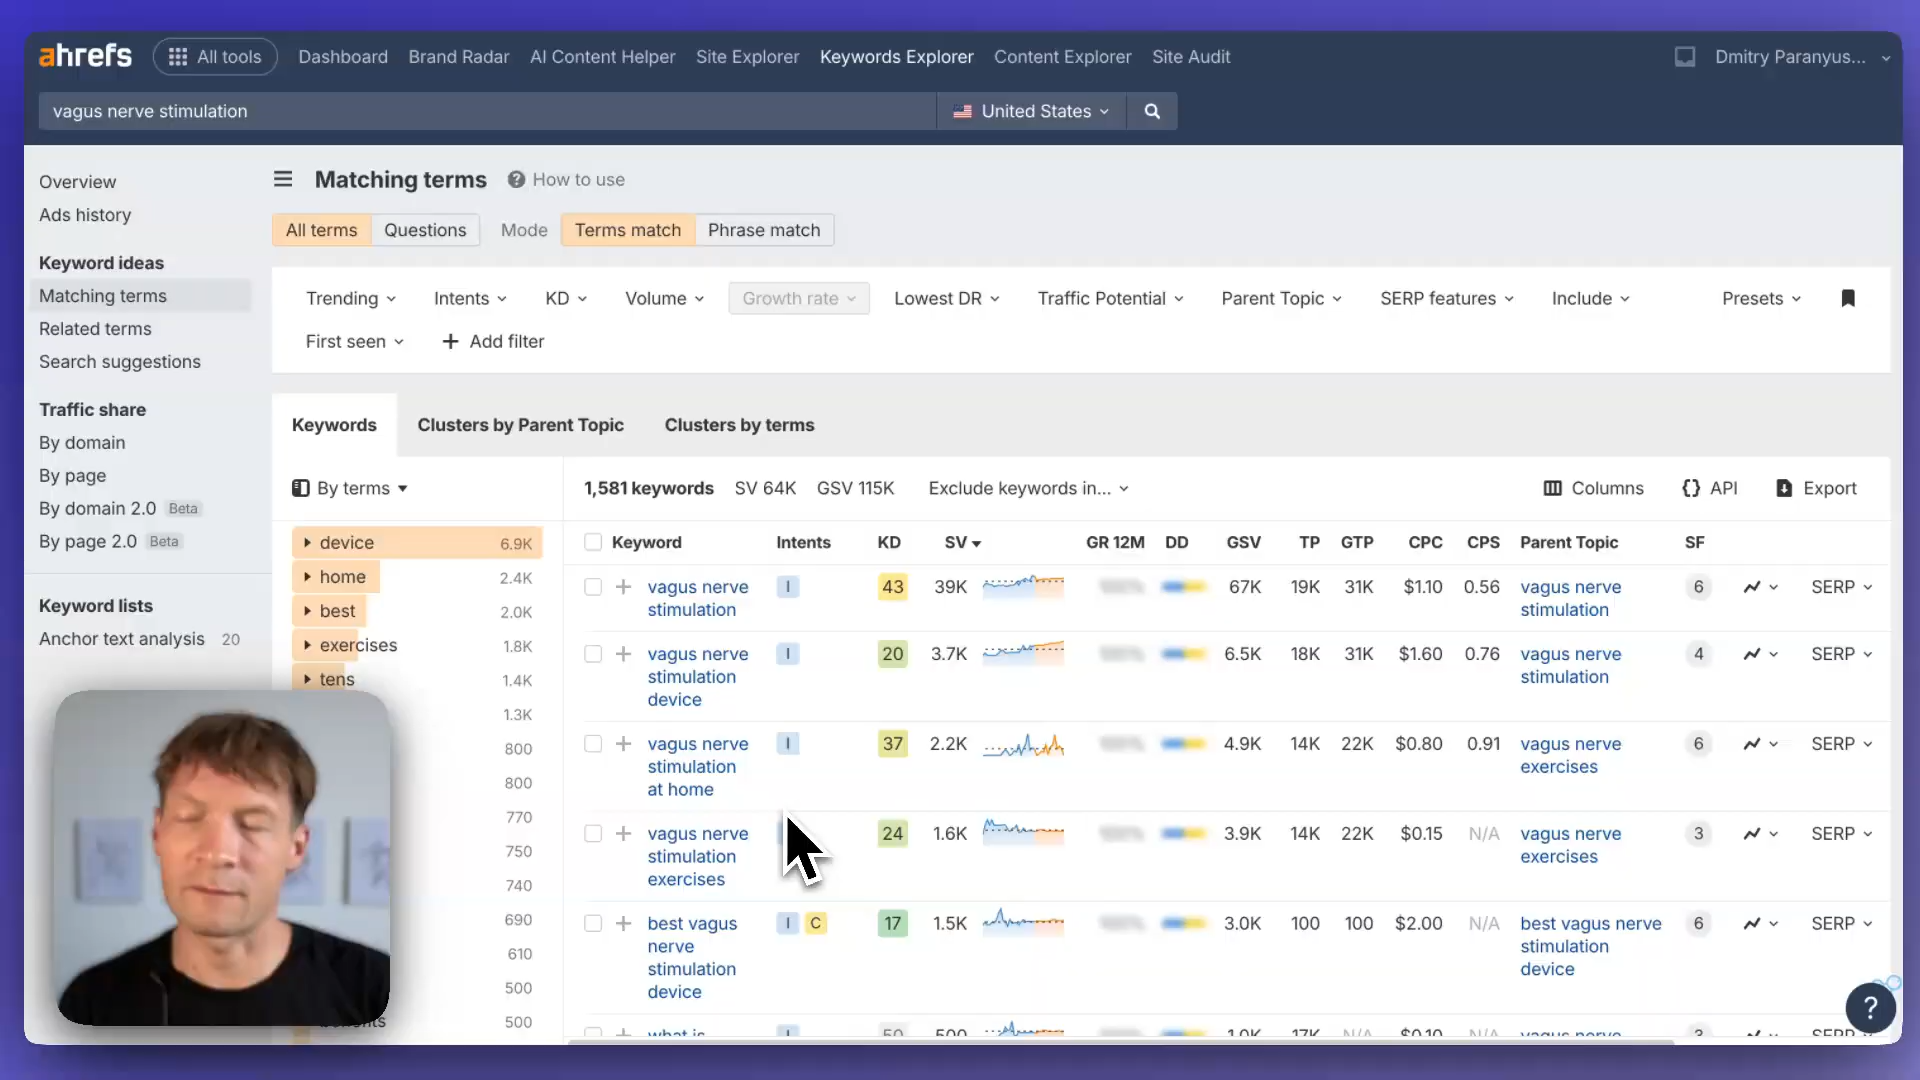 ahrefs All tools Dashboard Brand Radar AI Content Helper Site Explorer Keywords Explorer Content Explorer Site Audit Dmitry Paranyus...
vagus nerve stimulation United States
Overview
Ads history
Keyword ideas
Matching terms
Related terms
Search suggestions
Traffic share
By domain
By page
By domain 2.0 Beta
By page 2.0 Beta
Keyword lists
Anchor text analysis 20
Matching terms ? How to use
All terms Questions Mode Terms match Phrase match
Trending Intents KD Volume Growth rate Lowest DR Traffic Potential Parent Topic SERP features Include Presets
First seen + Add filter
Keywords Clusters by Parent Topic Clusters by terms
By terms
device 6.9K
home 2.4K
best 2.0K
exercises 1.8K
tens 1.4K
1.3K
800
800
770
750
740
690
610
500
500
1,581 keywords SV 64K GSV 115K Exclude keywords in... Columns {} API Export
Keyword Intents KD SV GR 12M DD GSV TP GTP CPC CPS Parent Topic SF
+ vagus nerve I 43 39K 67K 19K 31K $1.10 0.56 vagus nerve 6 SERP
stimulation stimulation
+ vagus nerve I 20 3.7K 6.5K 18K 31K $1.60 0.76 vagus nerve 4 SERP
stimulation stimulation
device
+ vagus nerve I 37 2.2K 4.9K 14K 22K $0.80 0.91 vagus nerve 6 SERP
stimulation exercises
at home
+ vagus nerve 24 1.6K 3.9K 14K 22K $0.15 N/A vagus nerve 3 SERP
stimulation exercises
exercises
+ best vagus I C 17 1.5K 3.0K 100 100 $2.00 N/A best vagus nerve 6 SERP
nerve stimulation
stimulation device
device
+ what is I 50 500 1.0K 17K N/A $0.10 N/A vagus nerve 3 SERP
?